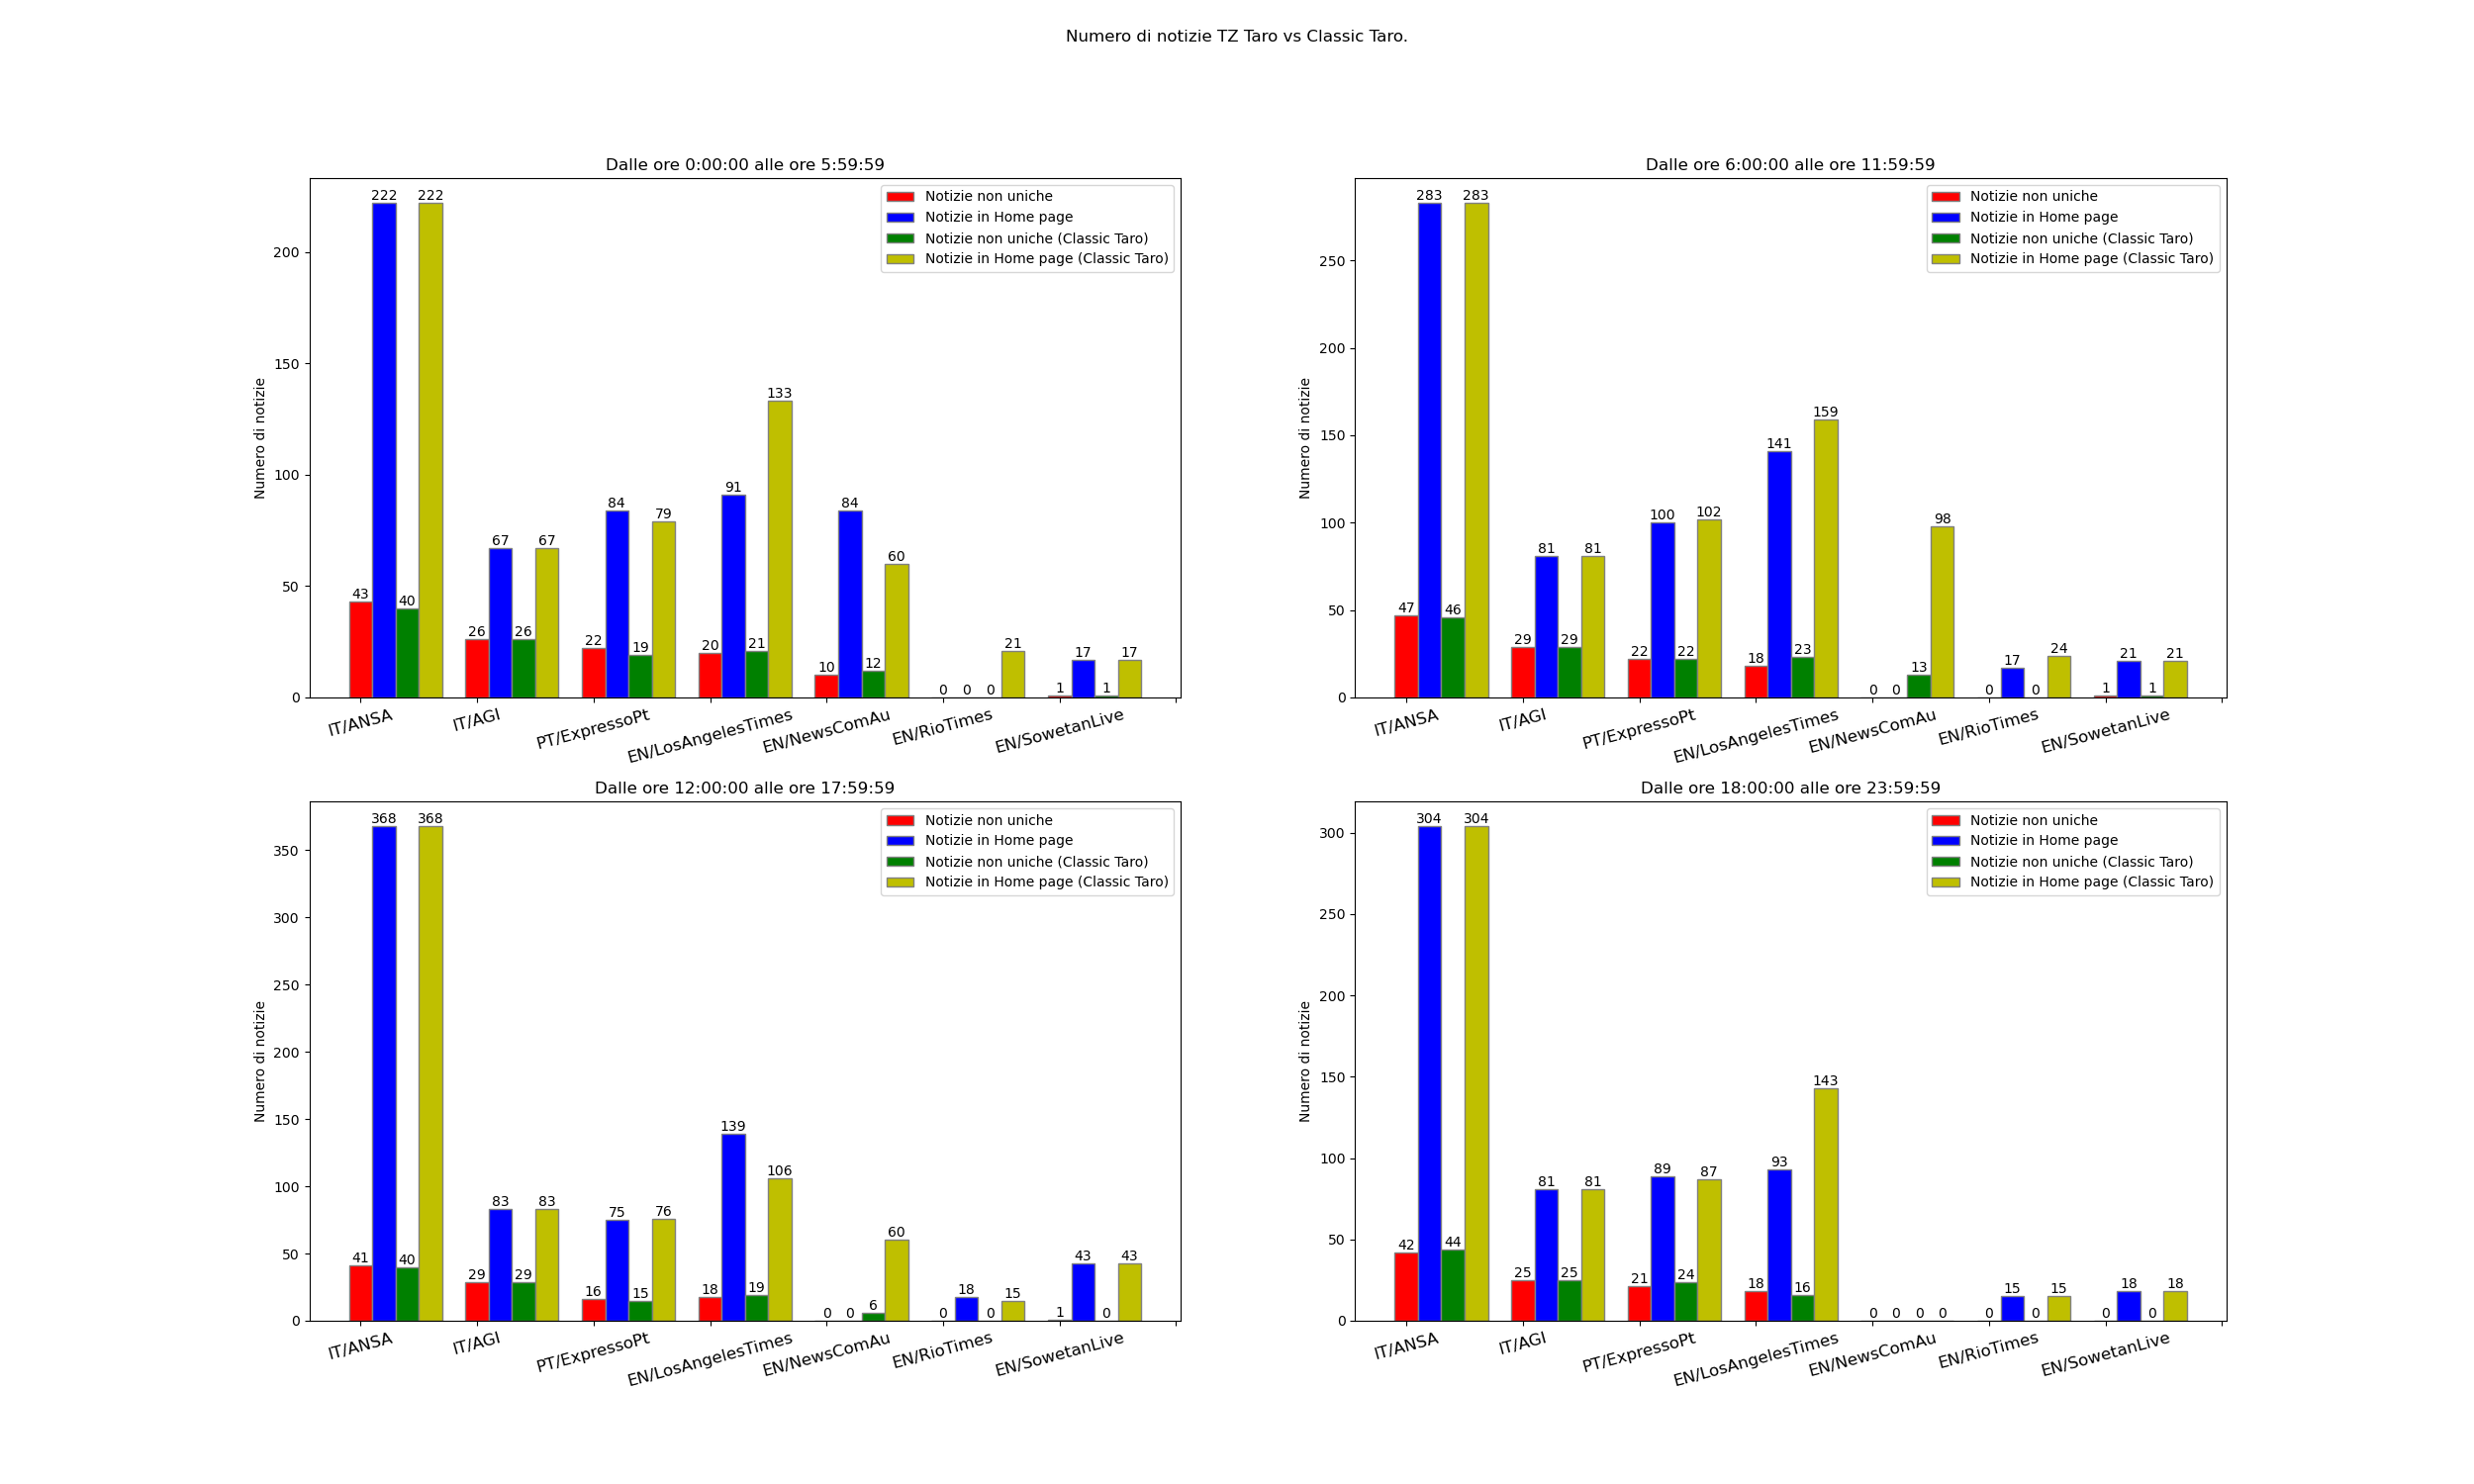 Numero di notizie TZ Taro vs Classic Taro.
Dalle ore 0:00:00 alle ore 5:59:59
Numero di notizie
0
50
100
150
200
43
222
40
222
26
67
26
67
22
84
19
79
20
91
21
133
10
84
12
60
0
0
0
21
1
17
1
17
Notizie non uniche
Notizie in Home page
Notizie non uniche (Classic Taro)
Notizie in Home page (Classic Taro)
IT/ANSA
IT/AGI
PT/ExpressoPt
EN/LosAngelesTimes
EN/NewsComAu
EN/RioTimes
EN/SowetanLive
Dalle ore 6:00:00 alle ore 11:59:59
Numero di notizie
0
50
100
150
200
250
47
283
46
283
29
81
29
81
22
100
22
102
18
141
23
159
0
0
13
98
0
17
0
24
1
21
1
21
Notizie non uniche
Notizie in Home page
Notizie non uniche (Classic Taro)
Notizie in Home page (Classic Taro)
IT/ANSA
IT/AGI
PT/ExpressoPt
EN/LosAngelesTimes
EN/NewsComAu
EN/RioTimes
EN/SowetanLive
Dalle ore 12:00:00 alle ore 17:59:59
Numero di notizie
0
50
100
150
200
250
300
350
41
368
40
368
29
83
29
83
16
75
15
76
18
139
19
106
0
0
6
60
0
18
0
15
1
43
0
43
Notizie non uniche
Notizie in Home page
Notizie non uniche (Classic Taro)
Notizie in Home page (Classic Taro)
IT/ANSA
IT/AGI
PT/ExpressoPt
EN/LosAngelesTimes
EN/NewsComAu
EN/RioTimes
EN/SowetanLive
Dalle ore 18:00:00 alle ore 23:59:59
Numero di notizie
0
50
100
150
200
250
300
42
304
44
304
25
81
25
81
21
89
24
87
18
93
16
143
0
0
0
0
0
15
0
15
0
18
0
18
Notizie non uniche
Notizie in Home page
Notizie non uniche (Classic Taro)
Notizie in Home page (Classic Taro)
IT/ANSA
IT/AGI
PT/ExpressoPt
EN/LosAngelesTimes
EN/NewsComAu
EN/RioTimes
EN/SowetanLive